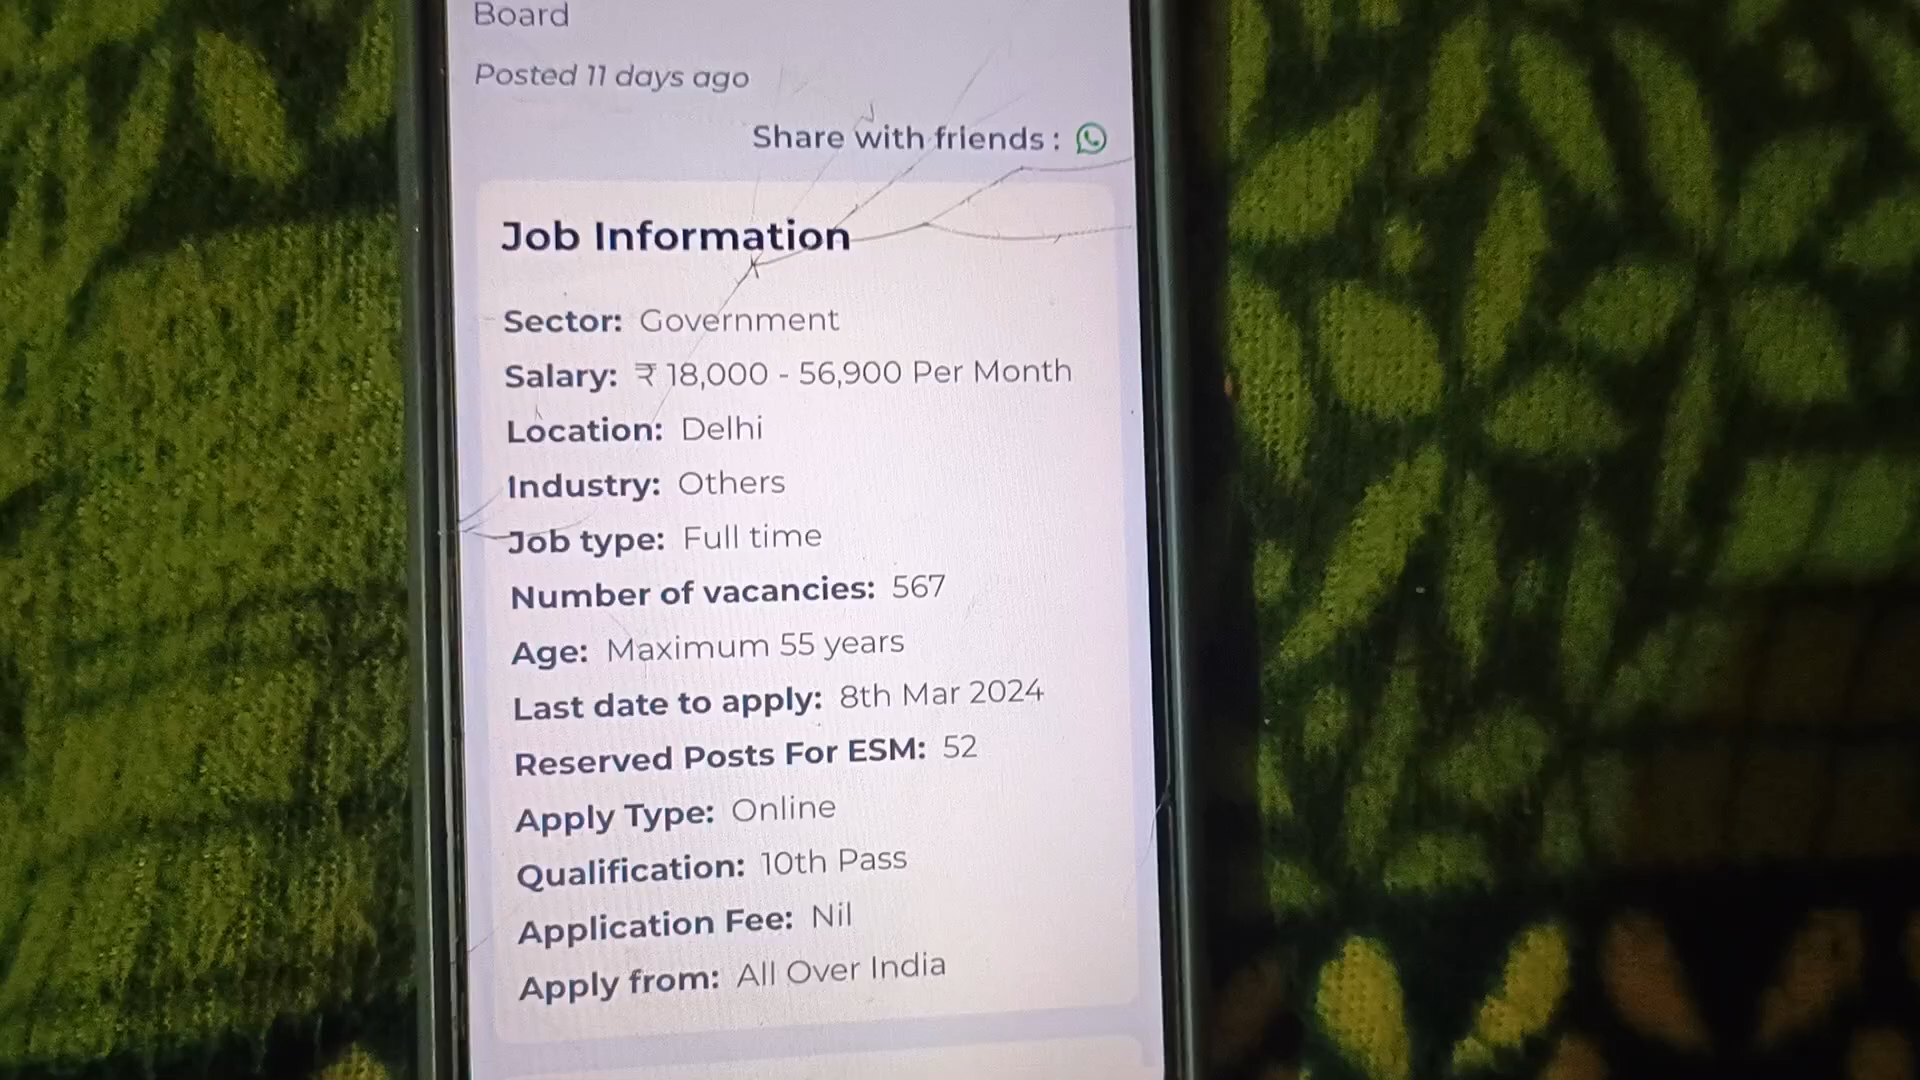 Board
Posted 11 days ago
Share with friends :
Job Information
Sector: Government
Salary: ₹ 18,000 - 56,900 Per Month
Location: Delhi
Industry: Others
Job type: Full time
Number of vacancies: 567
Age: Maximum 55 years
Last date to apply: 8th Mar 2024
Reserved Posts For ESM: 52
Apply Type: Online
Qualification: 10th Pass
Application Fee: Nil
Apply from: All Over India